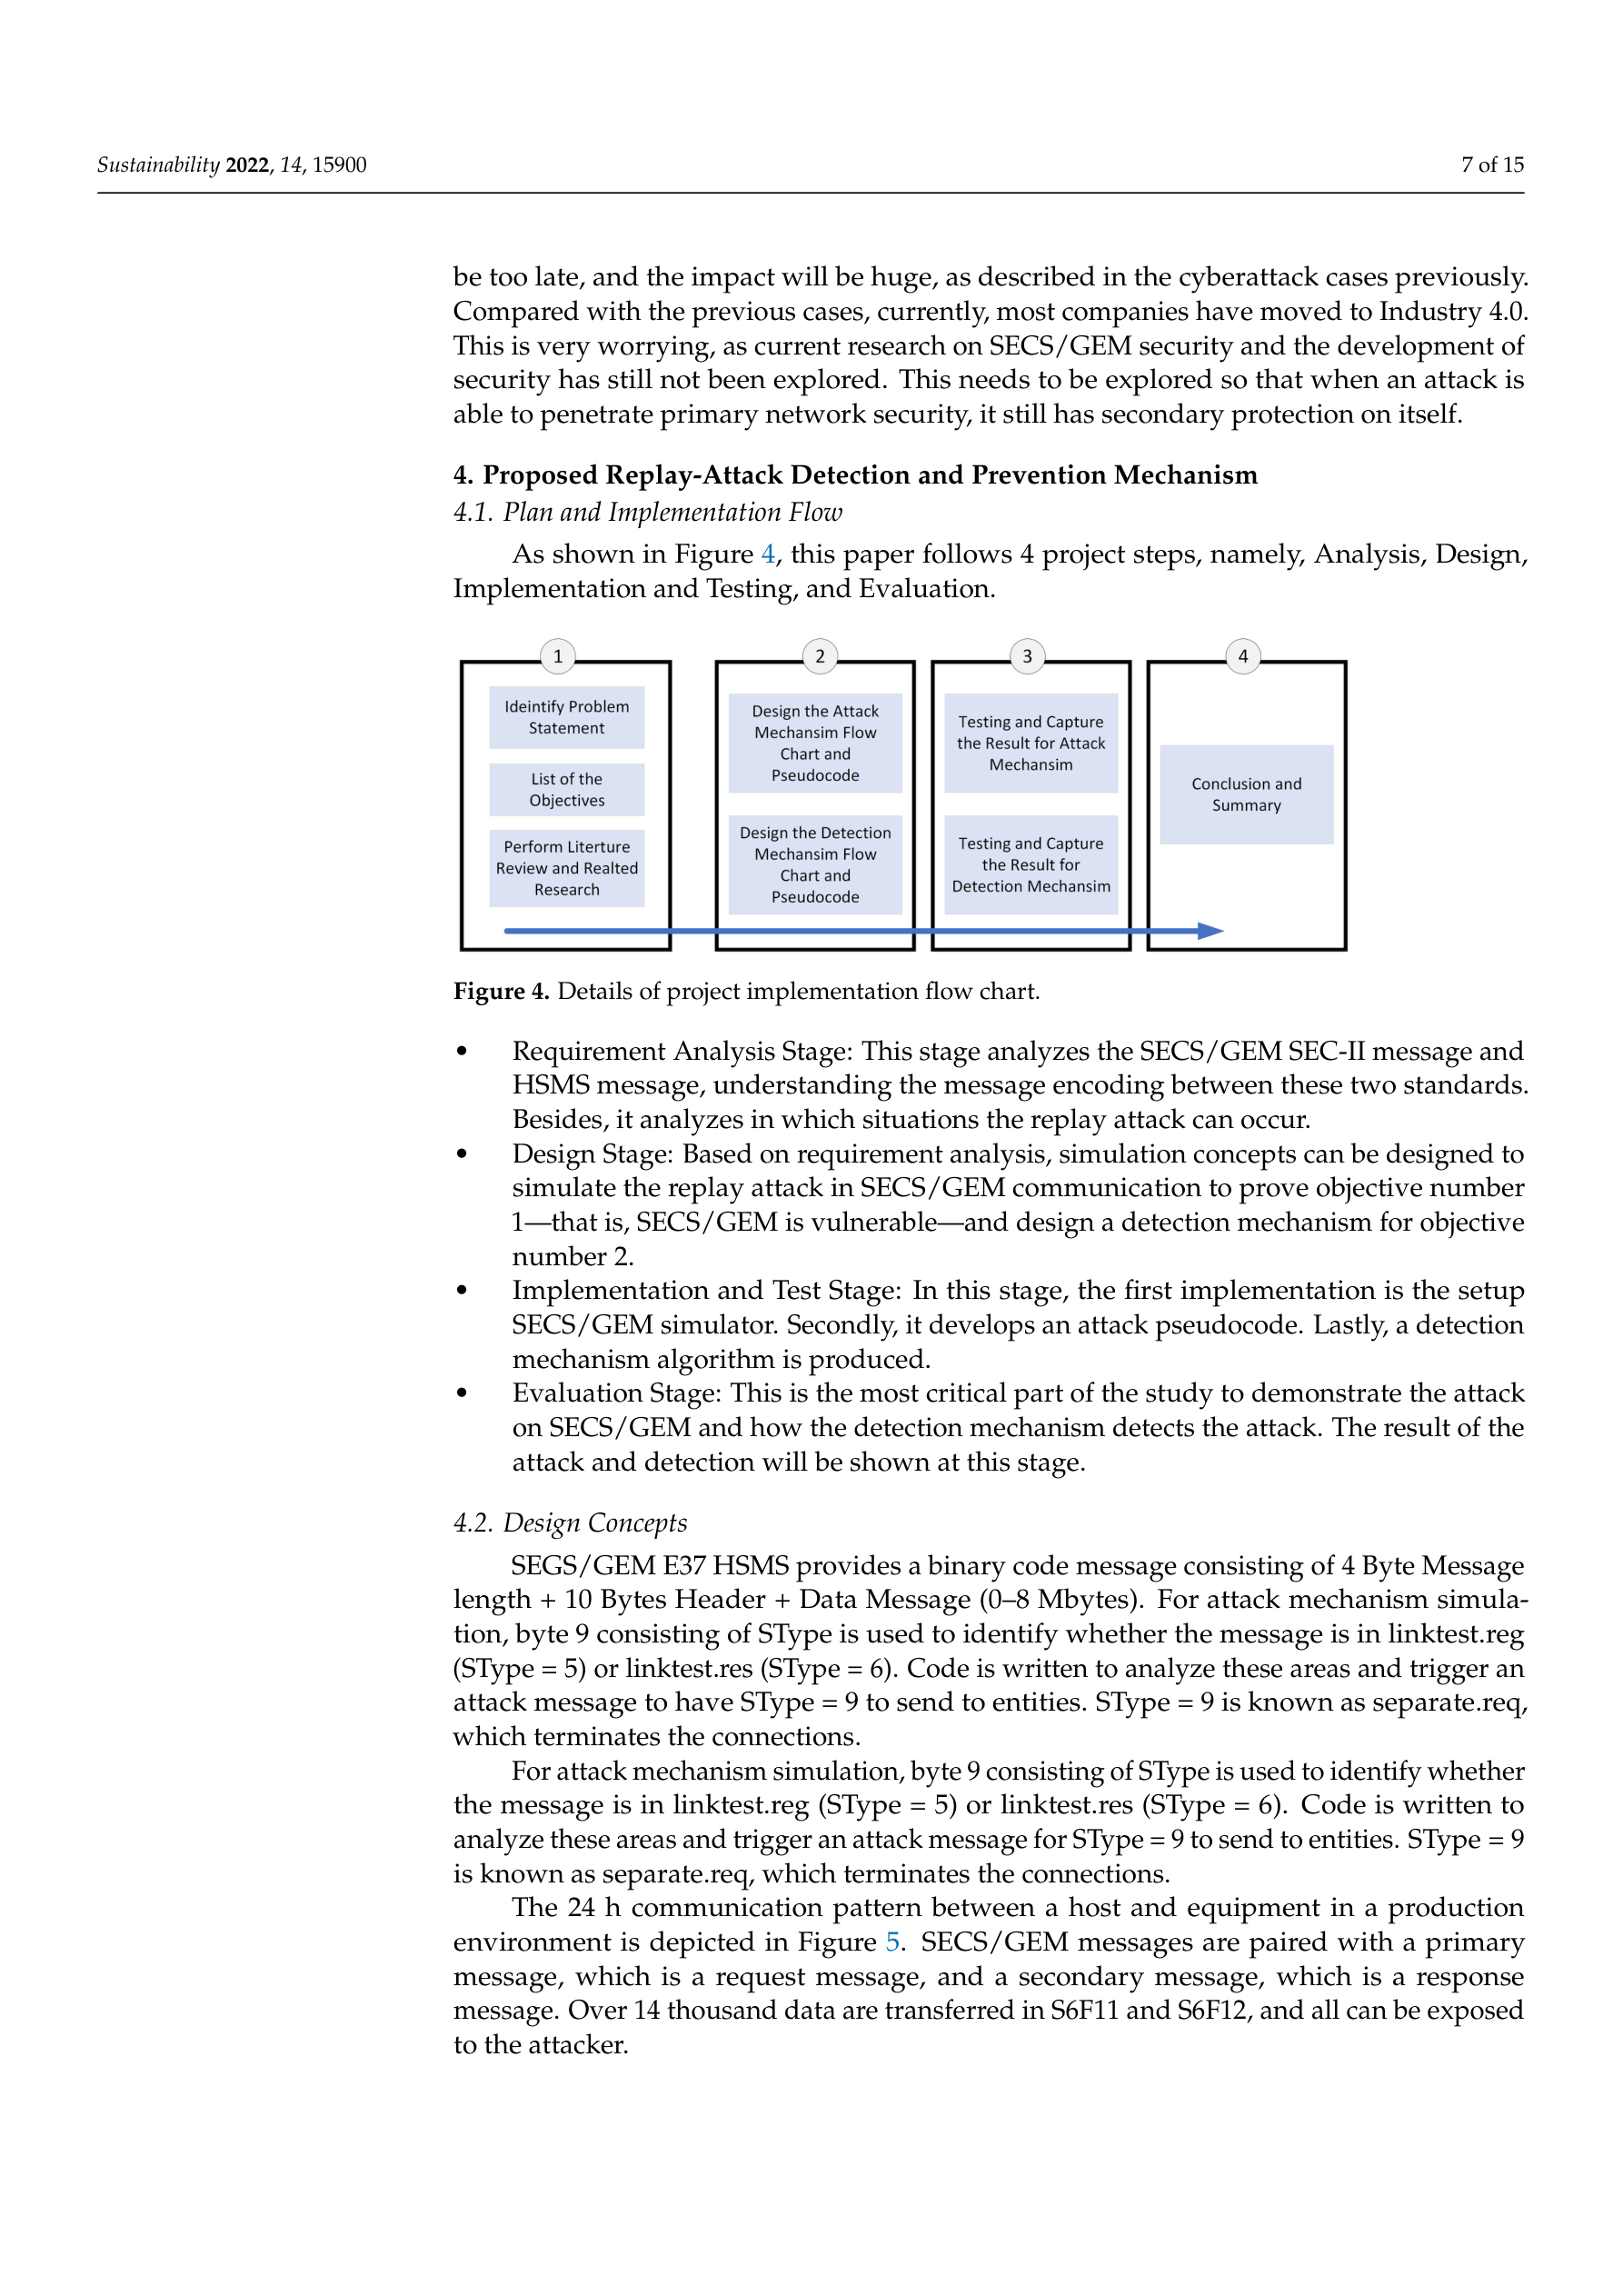 Sustainability 2022, 14, 15900
7 of 15
be too late, and the impact will be huge, as described in the cyberattack cases previously.
Compared with the previous cases, currently, most companies have moved to Industry 4.0.
This is very worrying, as current research on SECS/GEM security and the development of
security has still not been explored. This needs to be explored so that when an attack is
able to penetrate primary network security, it still has secondary protection on itself.
4. Proposed Replay-Attack Detection and Prevention Mechanism
4.1. Plan and Implementation Flow
As shown in Figure 4, this paper follows 4 project steps, namely, Analysis, Design,
Implementation and Testing, and Evaluation.
1
Ideintify Problem
Statement
List of the
Objectives
Perform Literture
Review and Realted
Research
2
Design the Attack
Mechansim Flow
Chart and
Pseudocode
Design the Detection
Mechansim Flow
Chart and
Pseudocode
3
Testing and Capture
the Result for Attack
Mechansim
Testing and Capture
the Result for
Detection Mechansim
4
Conclusion and
Summary
Figure 4. Details of project implementation flow chart.
• Requirement Analysis Stage: This stage analyzes the SECS/GEM SEC-II message and
HSMS message, understanding the message encoding between these two standards.
Besides, it analyzes in which situations the replay attack can occur.
• Design Stage: Based on requirement analysis, simulation concepts can be designed to
simulate the replay attack in SECS/GEM communication to prove objective number
1—that is, SECS/GEM is vulnerable—and design a detection mechanism for objective
number 2.
• Implementation and Test Stage: In this stage, the first implementation is the setup
SECS/GEM simulator. Secondly, it develops an attack pseudocode. Lastly, a detection
mechanism algorithm is produced.
• Evaluation Stage: This is the most critical part of the study to demonstrate the attack
on SECS/GEM and how the detection mechanism detects the attack. The result of the
attack and detection will be shown at this stage.
4.2. Design Concepts
SEGS/GEM E37 HSMS provides a binary code message consisting of 4 Byte Message
length + 10 Bytes Header + Data Message (0–8 Mbytes). For attack mechanism simula-
tion, byte 9 consisting of SType is used to identify whether the message is in linktest.reg
(SType = 5) or linktest.res (SType = 6). Code is written to analyze these areas and trigger an
attack message to have SType = 9 to send to entities. SType = 9 is known as separate.req,
which terminates the connections.
For attack mechanism simulation, byte 9 consisting of SType is used to identify whether
the message is in linktest.reg (SType = 5) or linktest.res (SType = 6). Code is written to
analyze these areas and trigger an attack message for SType = 9 to send to entities. SType = 9
is known as separate.req, which terminates the connections.
The 24 h communication pattern between a host and equipment in a production
environment is depicted in Figure 5. SECS/GEM messages are paired with a primary
message, which is a request message, and a secondary message, which is a response
message. Over 14 thousand data are transferred in S6F11 and S6F12, and all can be exposed
to the attacker.